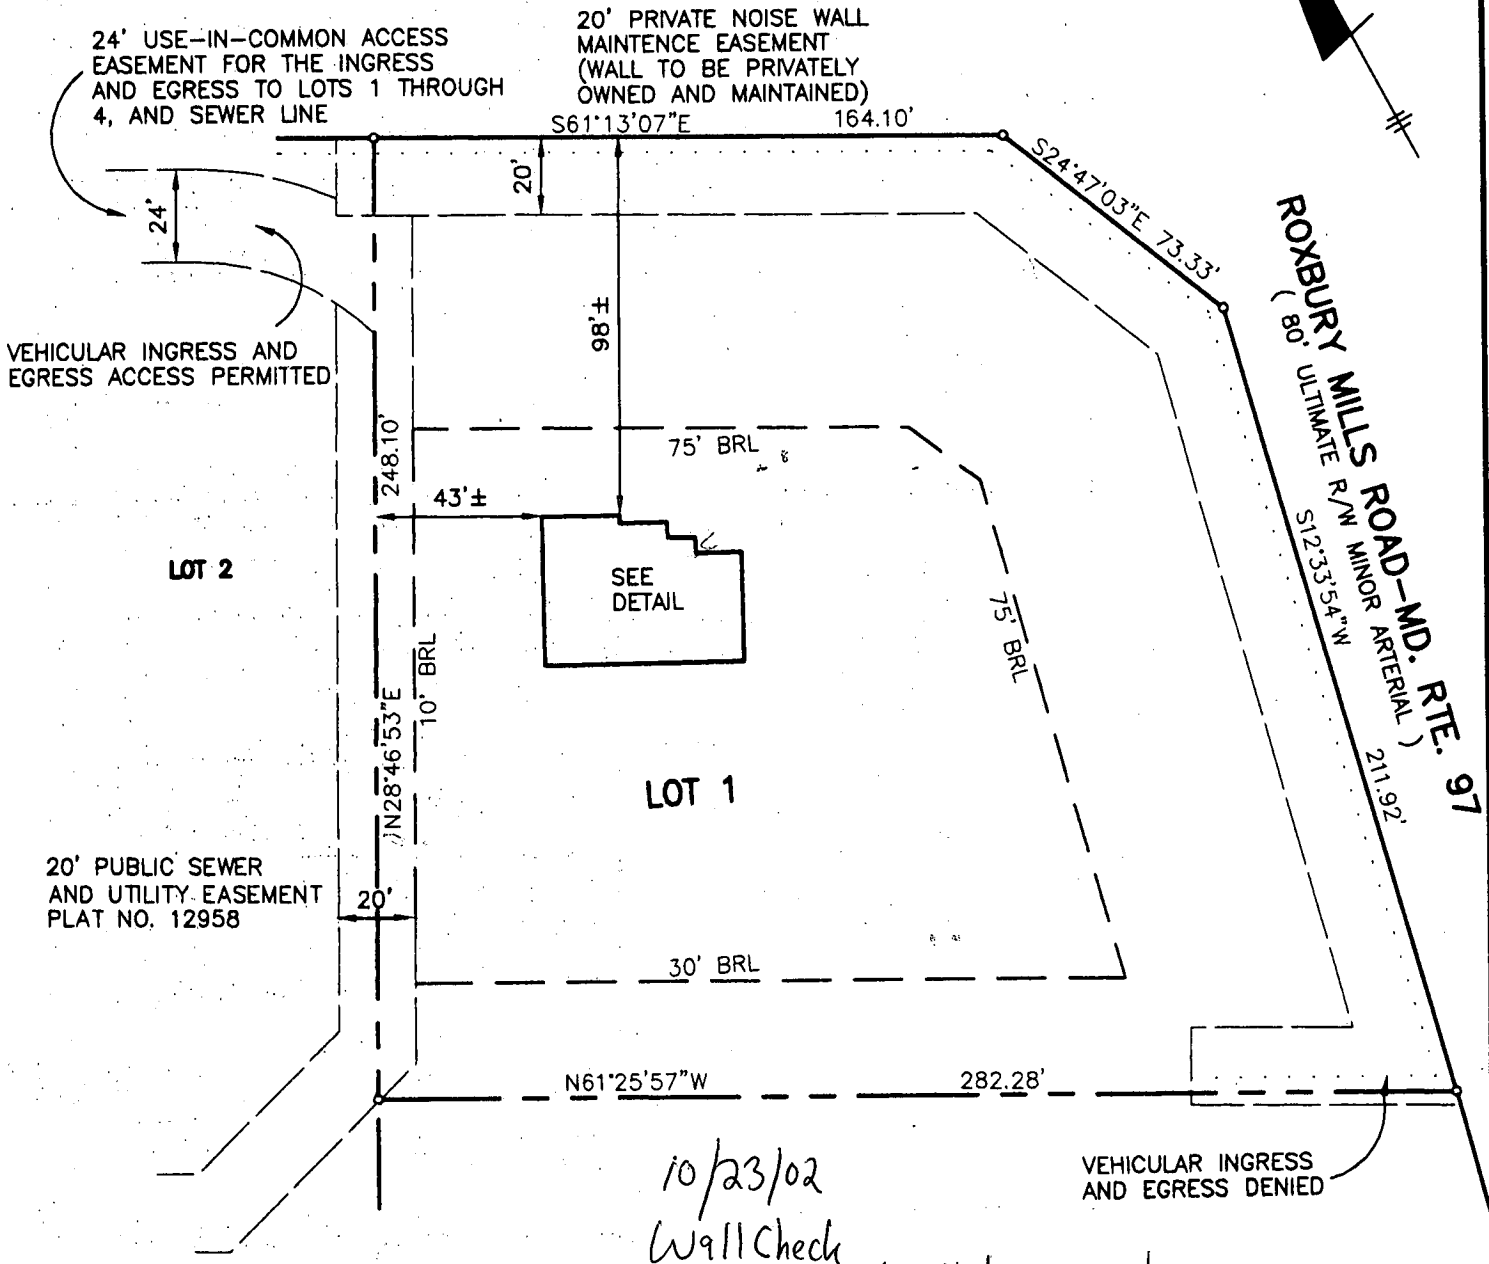 24' USE-IN-COMMON ACCESS
EASEMENT FOR THE INGRESS
AND EGRESS TO LOTS 1 THROUGH
4, AND SEWER LINE
20' PRIVATE NOISE WALL
MAINTENCE EASEMENT
(WALL TO BE PRIVATELY
OWNED AND MAINTAINED)
S61°13'07"E
164.10'
S24°47'03"E 73.33'
20'
24'
98'±
VEHICULAR INGRESS AND
EGRESS ACCESS PERMITTED
ROXBURY MILLS ROAD-MD. RTE. 97
( 80' ULTIMATE R/W MINOR ARTERIAL )
S12°33'54"W
211.92'
248.10'
75' BRL
43'±
LOT 2
SEE
DETAIL
75' BRL
10' BRL
N28°46'53"E
LOT 1
20' PUBLIC SEWER
AND UTILITY EASEMENT
PLAT NO. 12958
20'
30' BRL
N61°25'57"W
282.28'
VEHICULAR INGRESS
AND EGRESS DENIED
10/23/02
Wall Check